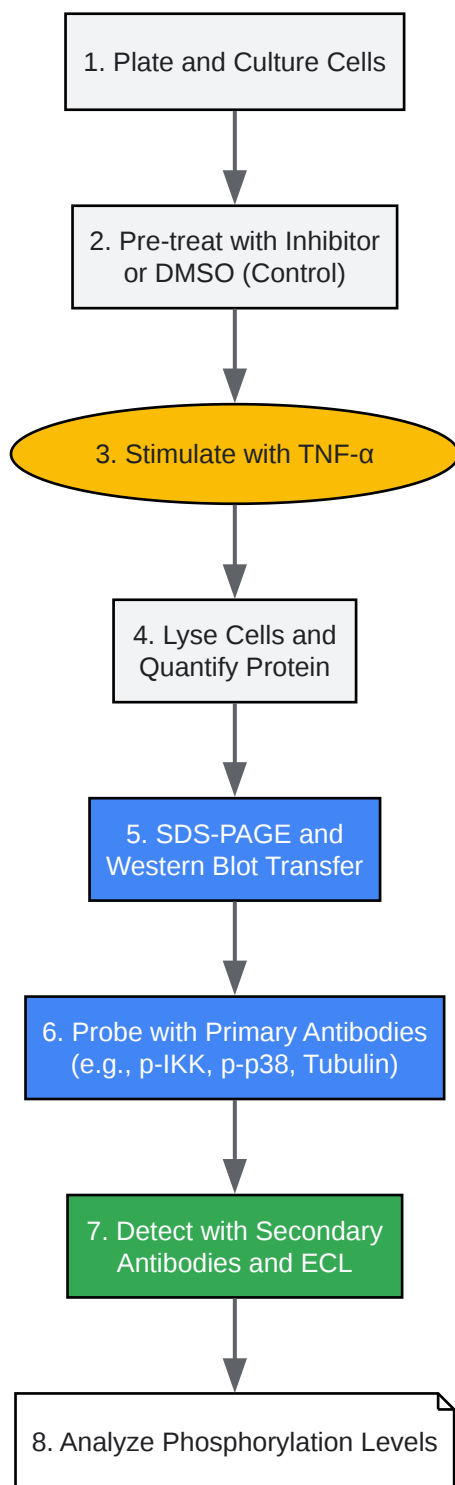 1. Plate and Culture Cells
2. Pre-treat with Inhibitor
or DMSO (Control)
3. Stimulate with TNF-α
4. Lyse Cells and
Quantify Protein
5. SDS-PAGE and
Western Blot Transfer
6. Probe with Primary Antibodies
(e.g., p-IKK, p-p38, Tubulin)
7. Detect with Secondary
Antibodies and ECL
8. Analyze Phosphorylation Levels